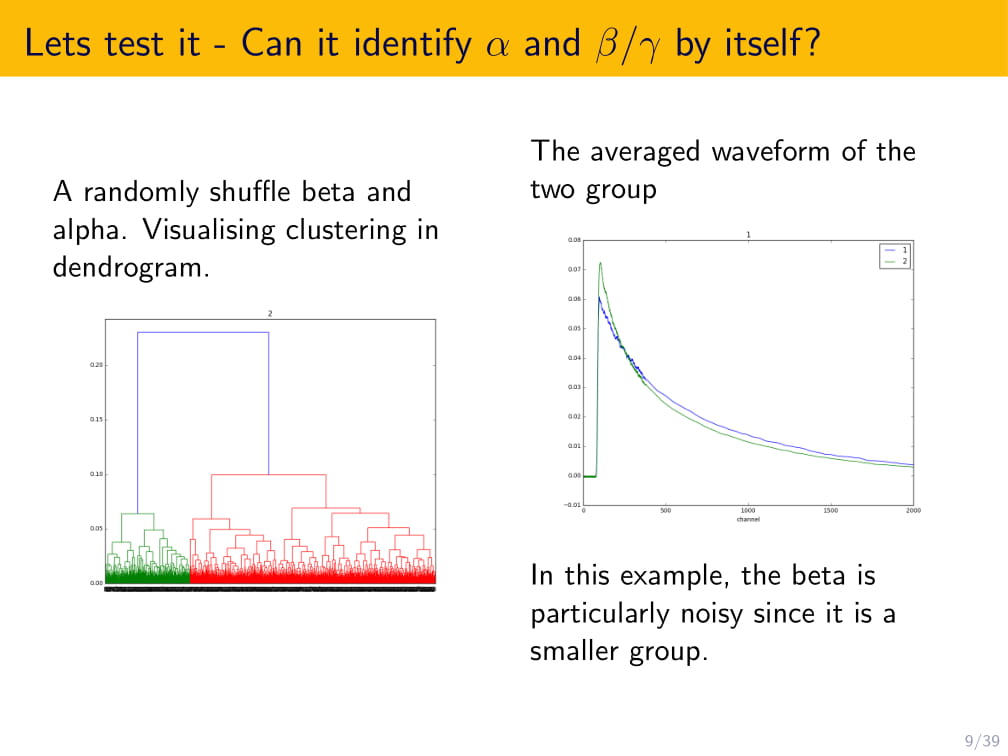 Lets test it - Can it identify α and β/γ by itself?
A randomly shuffle beta and
alpha. Visualising clustering in
dendrogram.
2
0.20
0.15
0.10
0.05
0.00
The averaged waveform of the
two group
1
0.08
0.07
0.06
0.05
0.04
0.03
0.02
0.01
0.00
−0.01
1
2
0 500 1000 1500 2000
channel
In this example, the beta is
particularly noisy since it is a
smaller group.
9/39